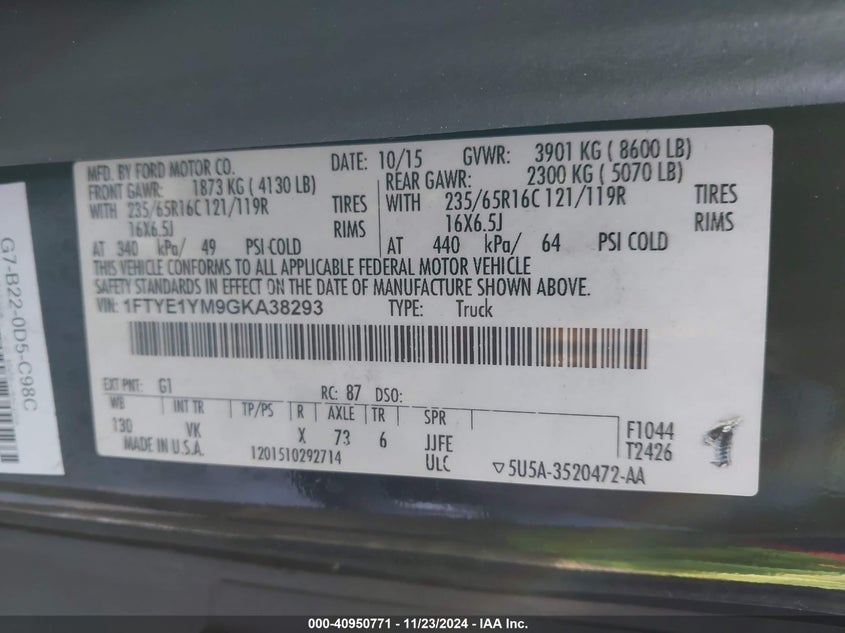 MFD. BY FORD MOTOR CO.
DATE: 10/15 GVWR: 3901 KG ( 8600 LB)
FRONT GAWR: 1873 KG ( 4130 LB)
WITH 235/65R16C 121/119R TIRES
16X6.5J RIMS
AT 340 kPa/ 49 PSI COLD
REAR GAWR: 2300 KG ( 5070 LB)
WITH 235/65R16C 121/119R TIRES
16X6.5J RIMS
AT 440 kPa/ 64 PSI COLD
THIS VEHICLE CONFORMS TO ALL APPLICABLE FEDERAL MOTOR VEHICLE
SAFETY STANDARDS IN EFFECT ON THE DATE OF MANUFACTURE SHOWN ABOVE.
VIN: 1FTYE1YM9GKA38293 TYPE: Truck
EXT PNT: G1 RC: 87 DSO:
WB INT TR TP/PS R AXLE TR SPR
130 VK X 73 6 JJFE
ULC
MADE IN U.S.A. 1201510292714
F1044
T2426
▽5U5A-3520472-AA
1
G7-B22-0D5-C98C
000-40950771 - 11/23/2024 - IAA Inc.